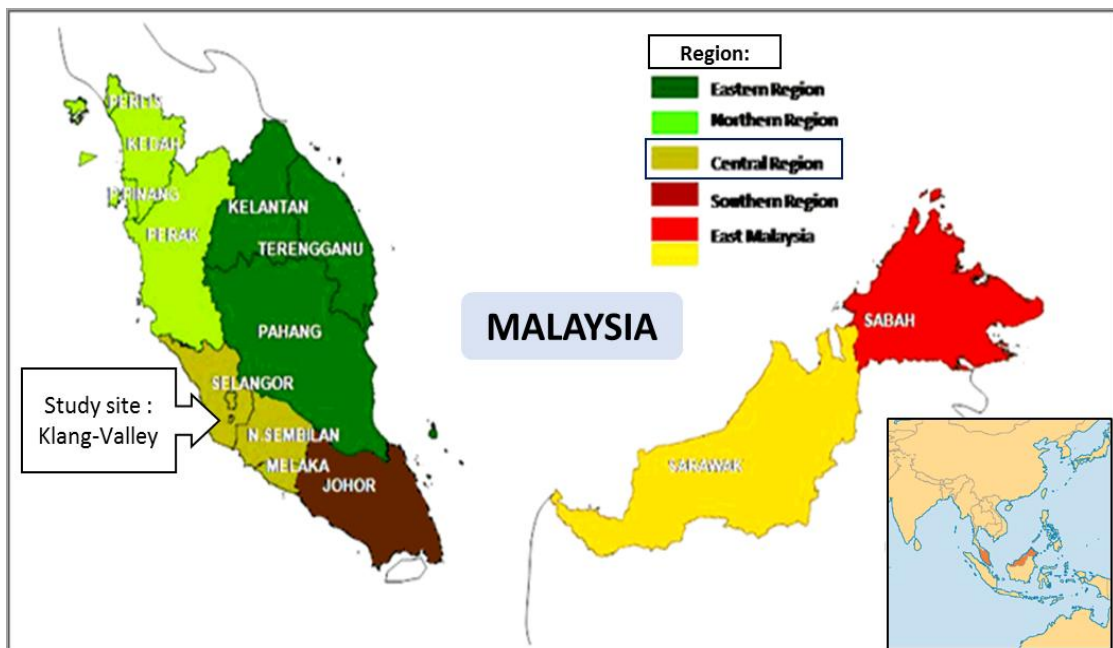 Region:
Eastern Region
Northern Region
Central Region
Southern Region
East Malaysia
PERLIS
KEDAH
P.PINANG
PERAK
KELANTAN
TERENGGANU
PAHANG
MALAYSIA
SABAH
SELANGOR
Study site :
Klang-Valley
N.SEMBILAN
MELAKA
JOHOR
SARAWAK